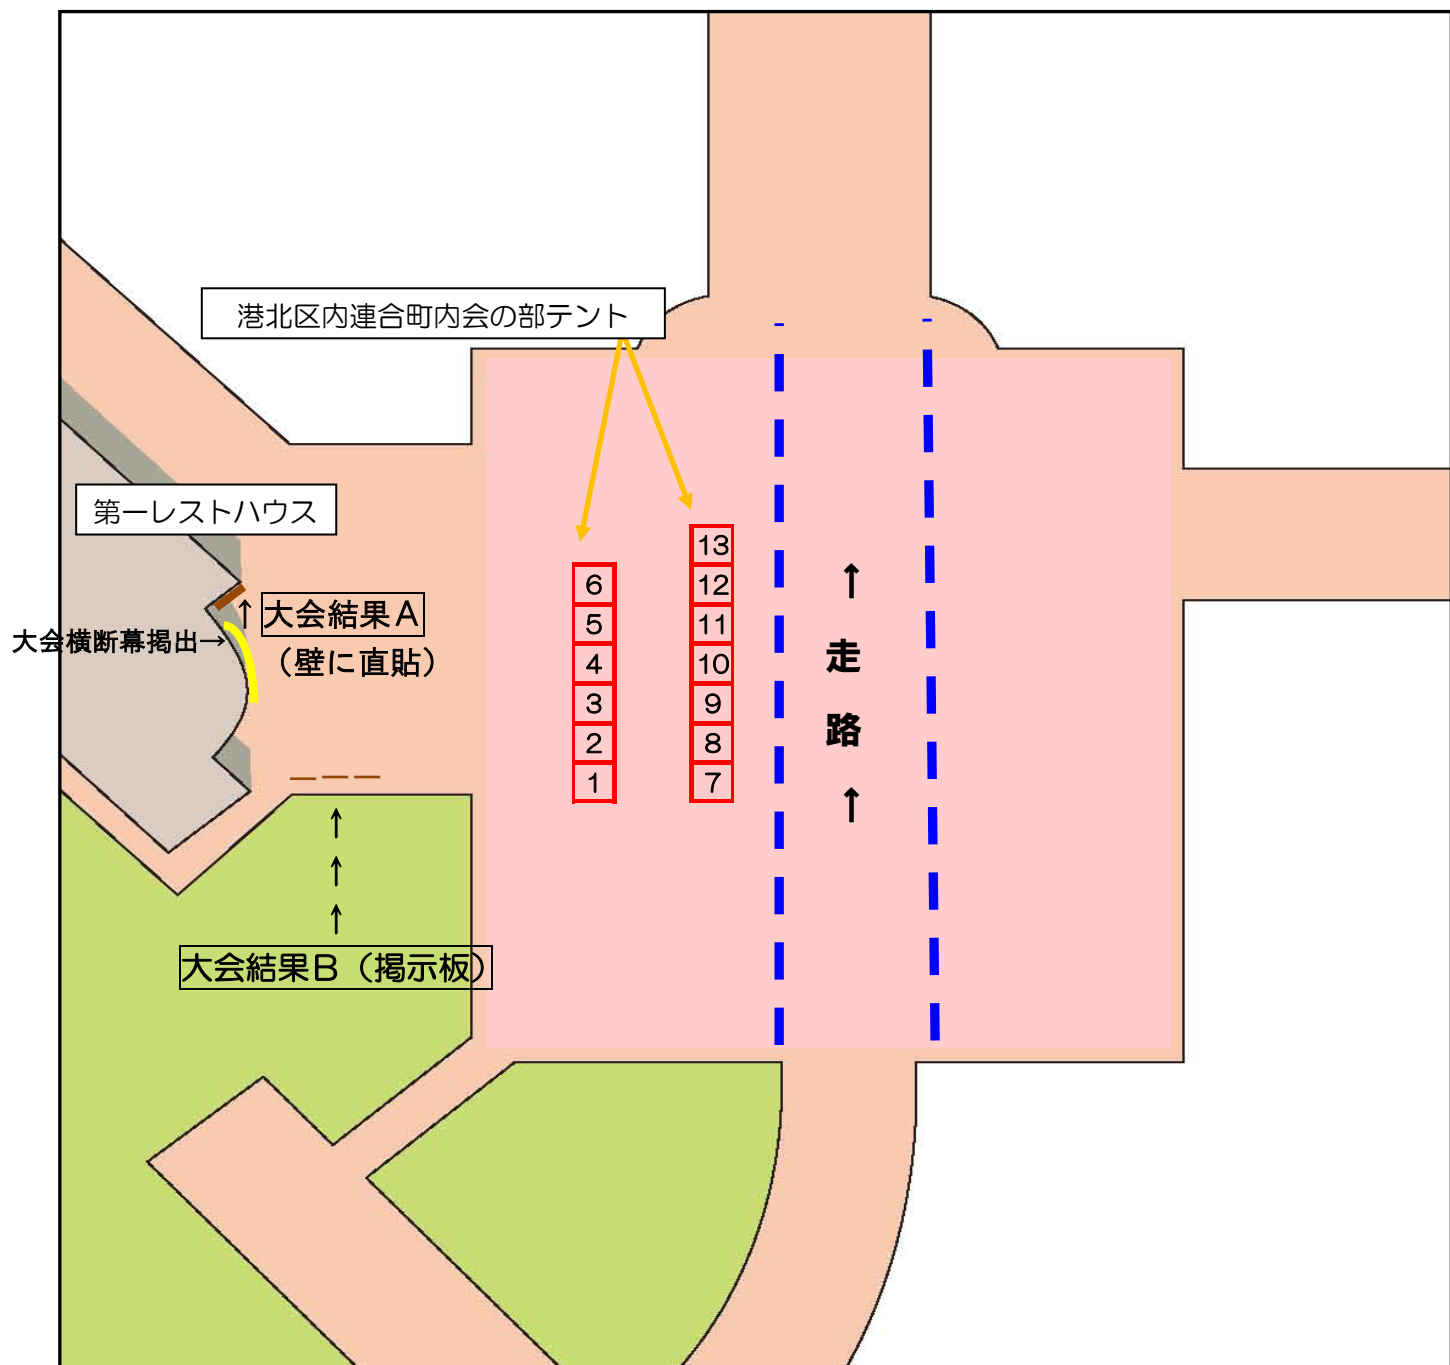 港北区内連合町内会の部テント
第一レストハウス
大会結果A
(壁に直貼)
↑
大会横断幕掲出→
6
5
4
3
2
1
13
12
11
10
9
8
7
↑
走
路
↑
↑
↑
↑
大会結果B(掲示板)